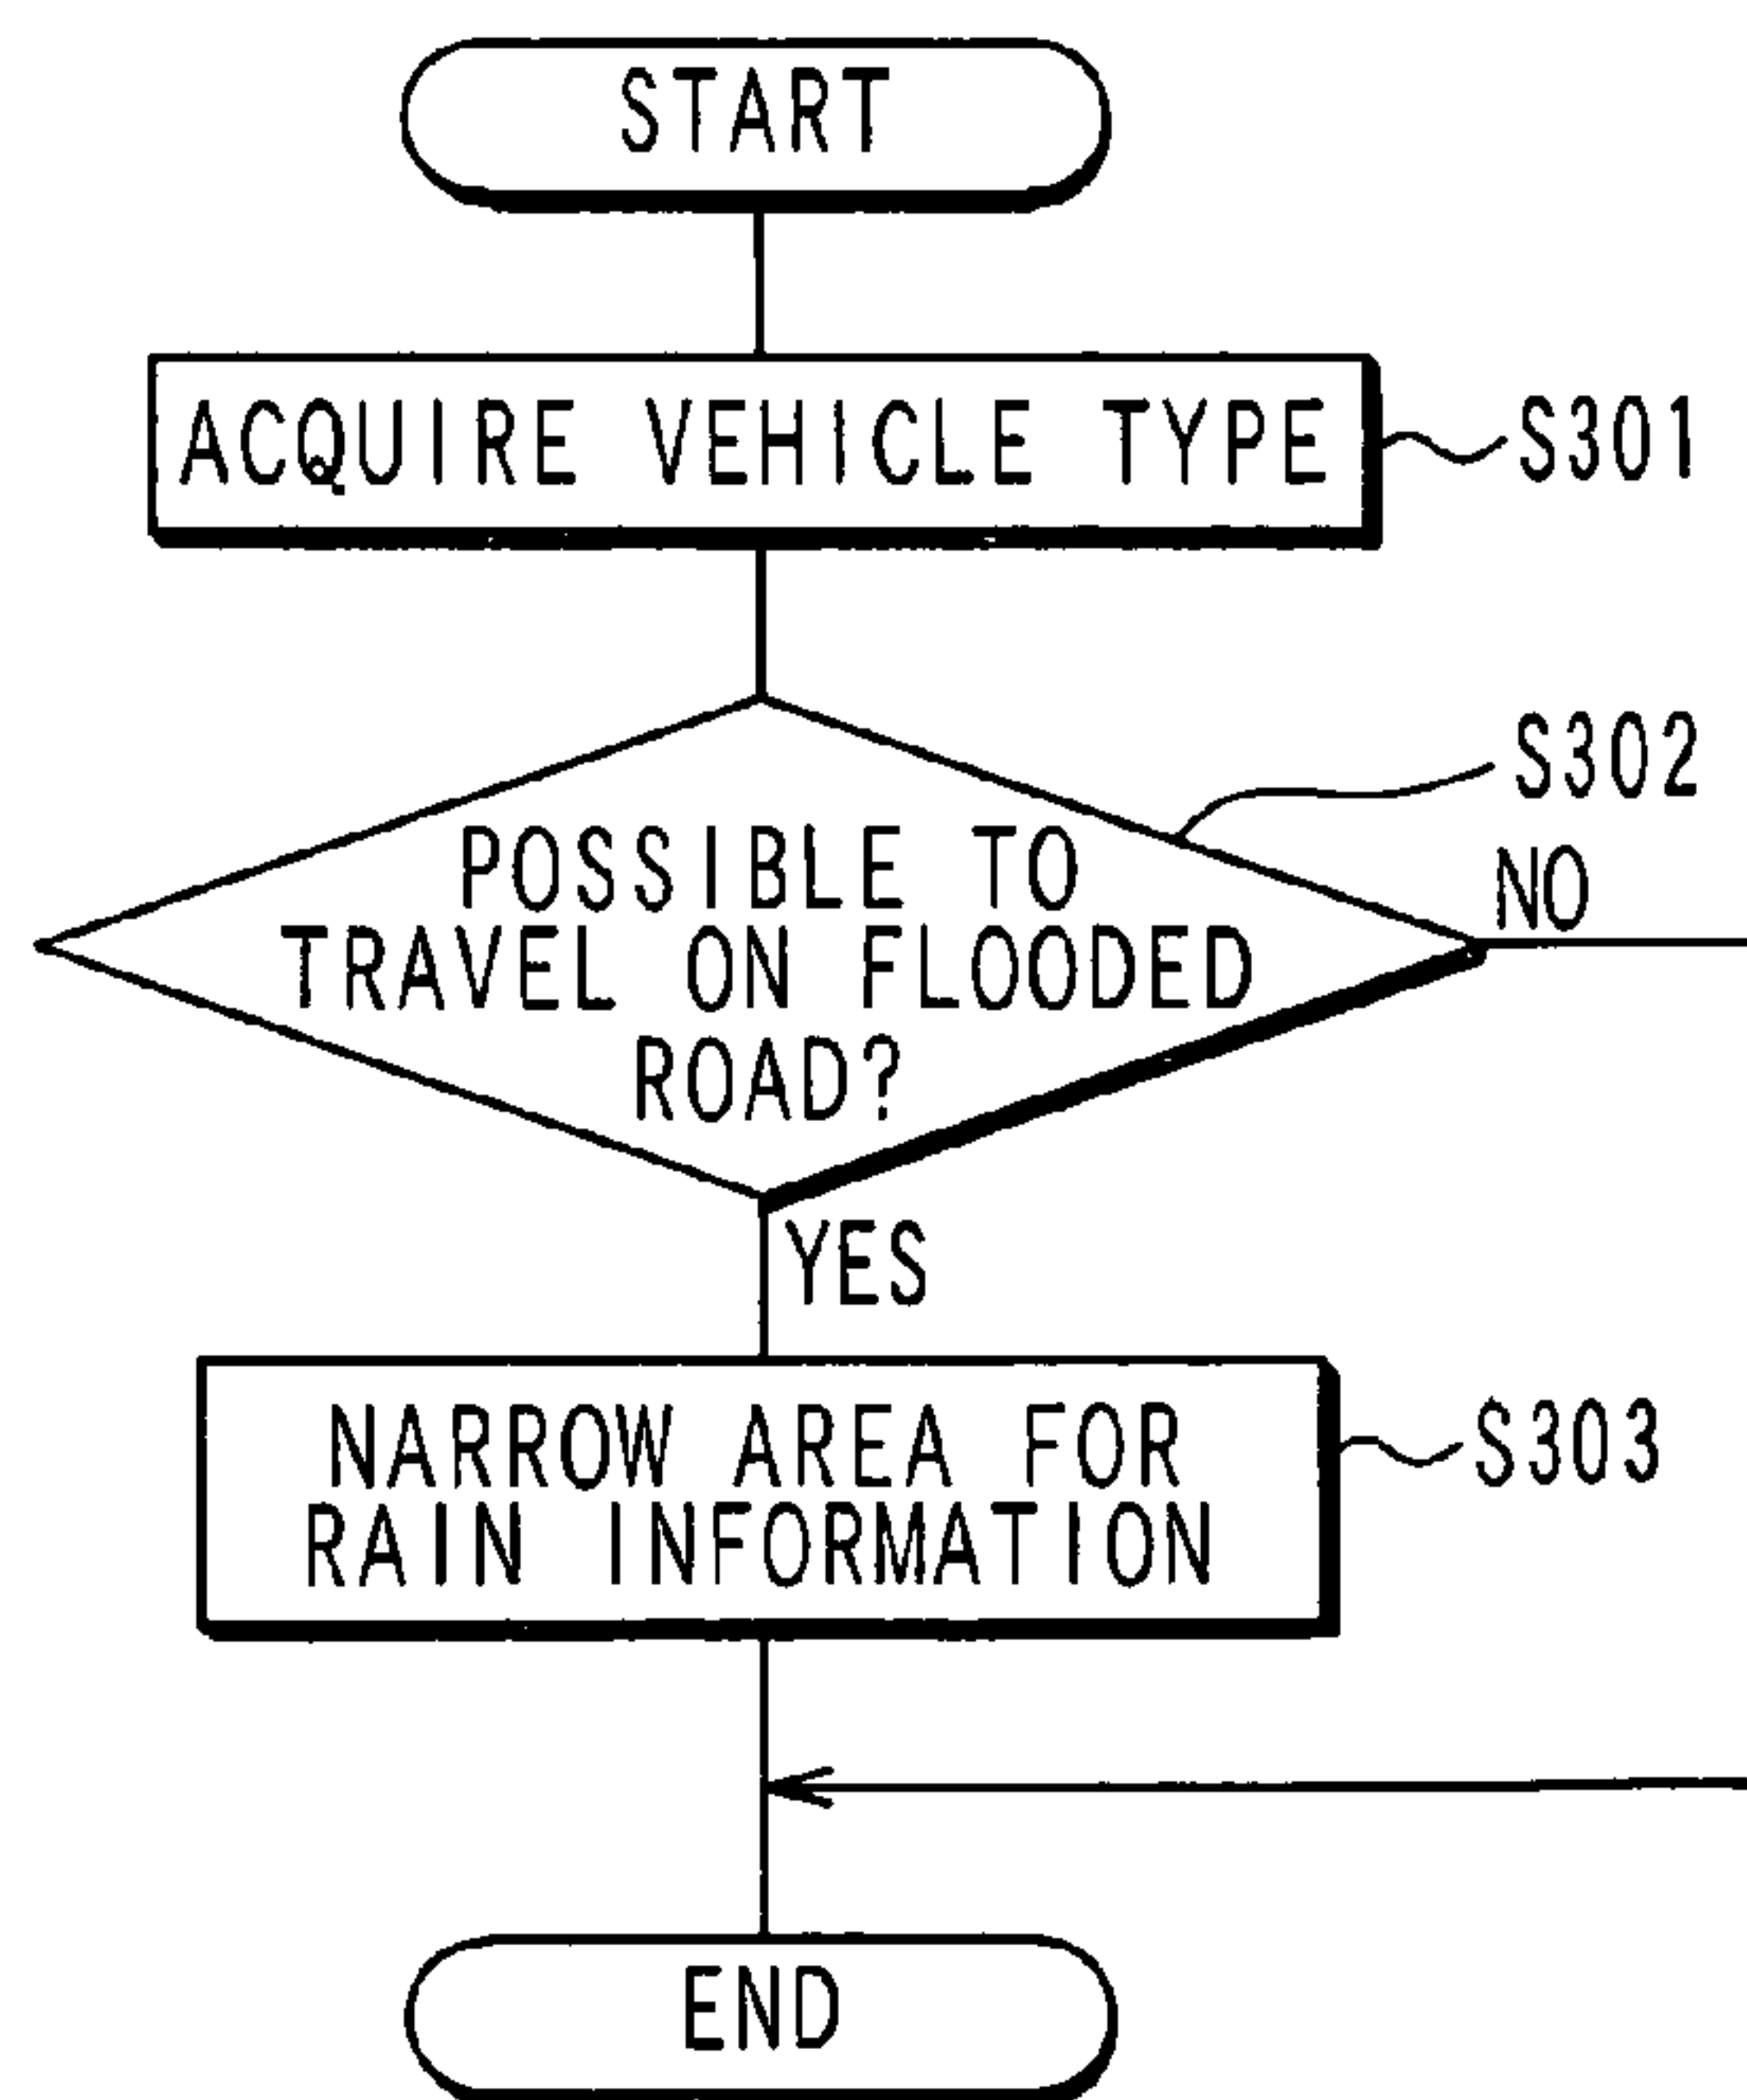 START
ACQUIRE VEHICLE TYPE
S301
S302
POSSIBLE TO
TRAVEL ON FLOODED
ROAD?
NO
YES
NARROW AREA FOR
RAIN INFORMATION
S303
END